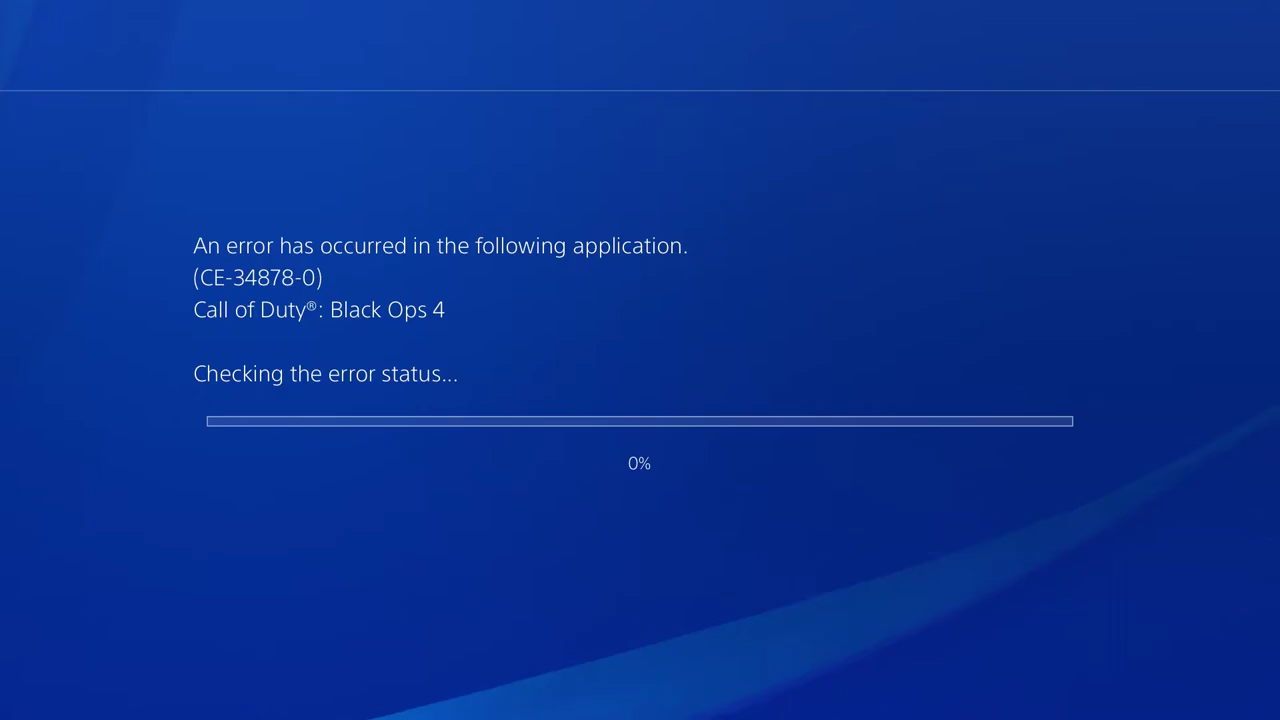 An error has occurred in the following application.
(CE-34878-0)
Call of Duty®: Black Ops 4
Checking the error status...
0%